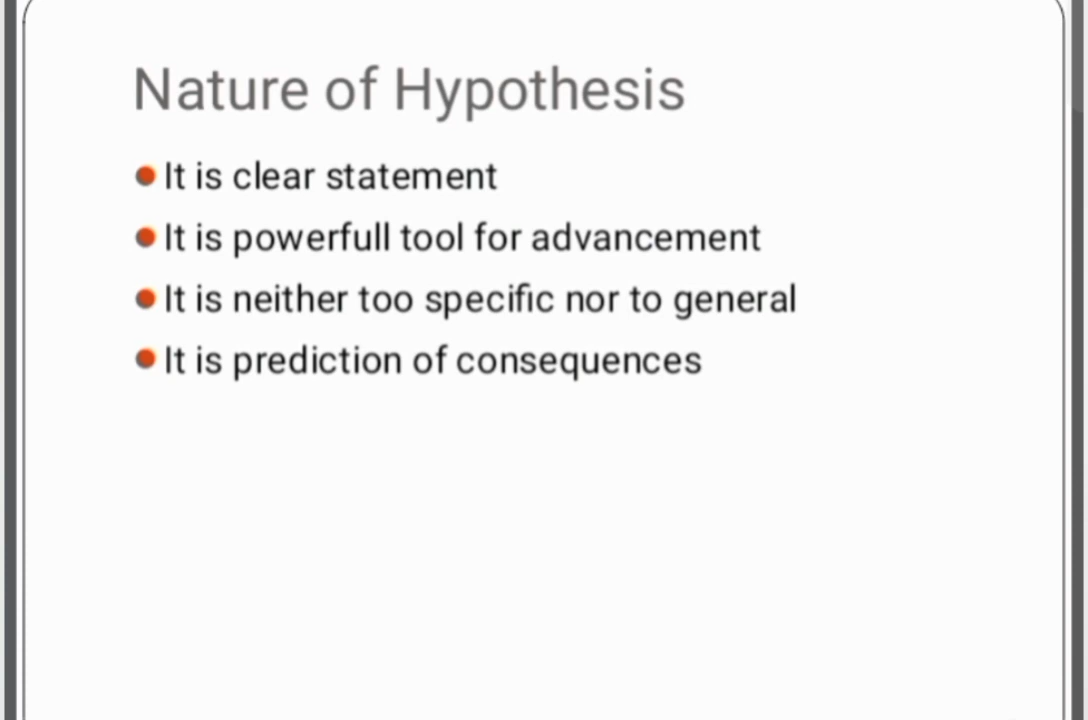 Nature of Hypothesis
It is clear statement
It is powerfull tool for advancement
It is neither too specific nor to general
It is prediction of consequences